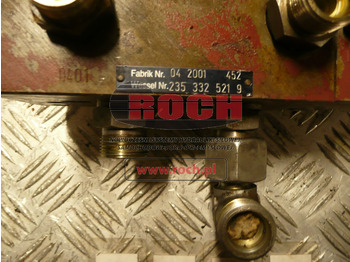 Fabrik Nr. 04 2001 452
Wessel Nr. 235 332 521 9
ROCH
www.roch.pl